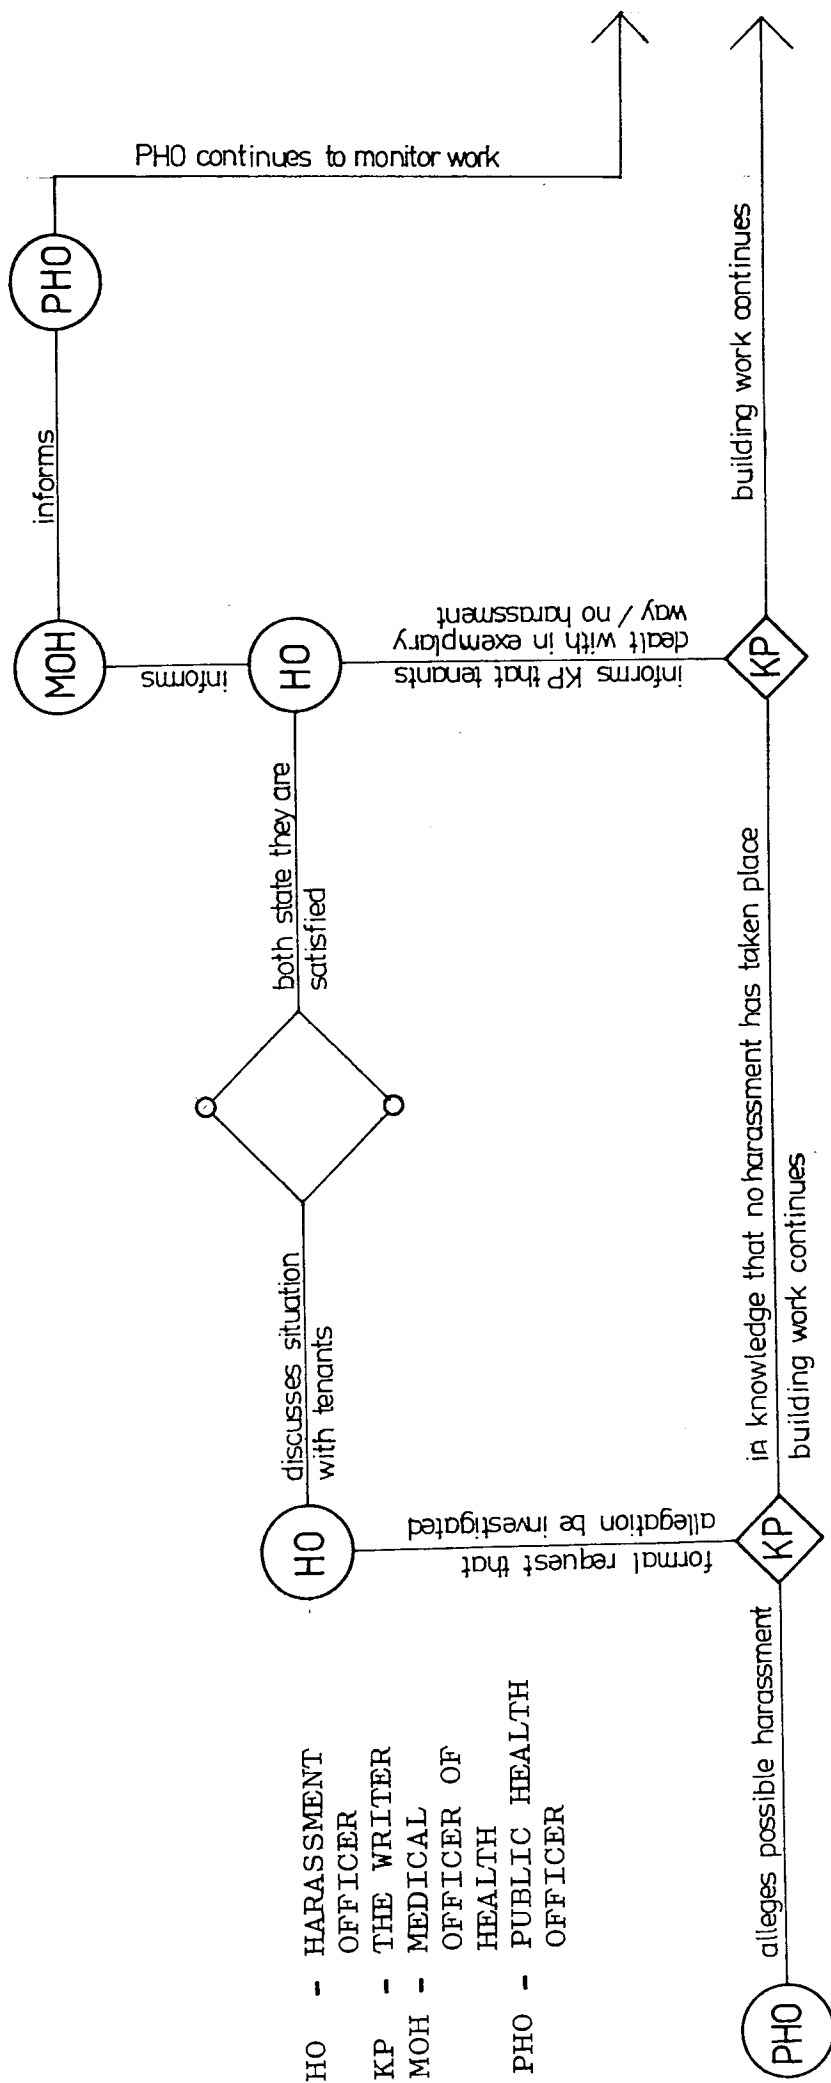 PHO continues to monitor work
PHO
informs
MOH
informs
HO
both state they are
satisfied
discusses situation
with tenants
HO
informs KP that tenants
dealt with in exemplary
way / no harassment
formal request that
allegation be investigated
building work continues
KP
in knowledge that no harassment has taken place
building work continues
KP
alleges possible harassment
PHO
HO - HARASSMENT
OFFICER
KP - THE WRITER
MOH - MEDICAL
OFFICER OF
HEALTH
PHO - PUBLIC HEALTH
OFFICER